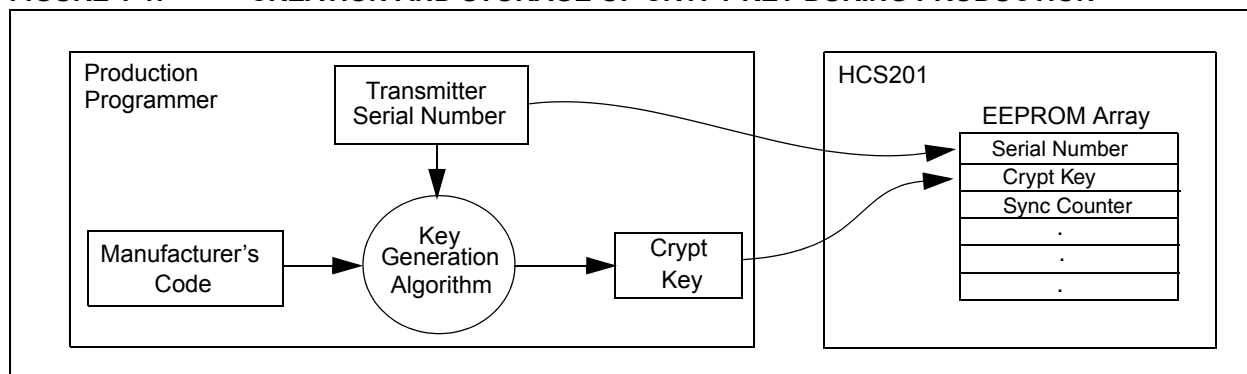 Production
Programmer
Transmitter
Serial Number
Manufacturer's
Code
Key
Generation
Algorithm
Crypt
Key
HCS201
EEPROM Array
Serial Number
Crypt Key
Sync Counter
.
.
.